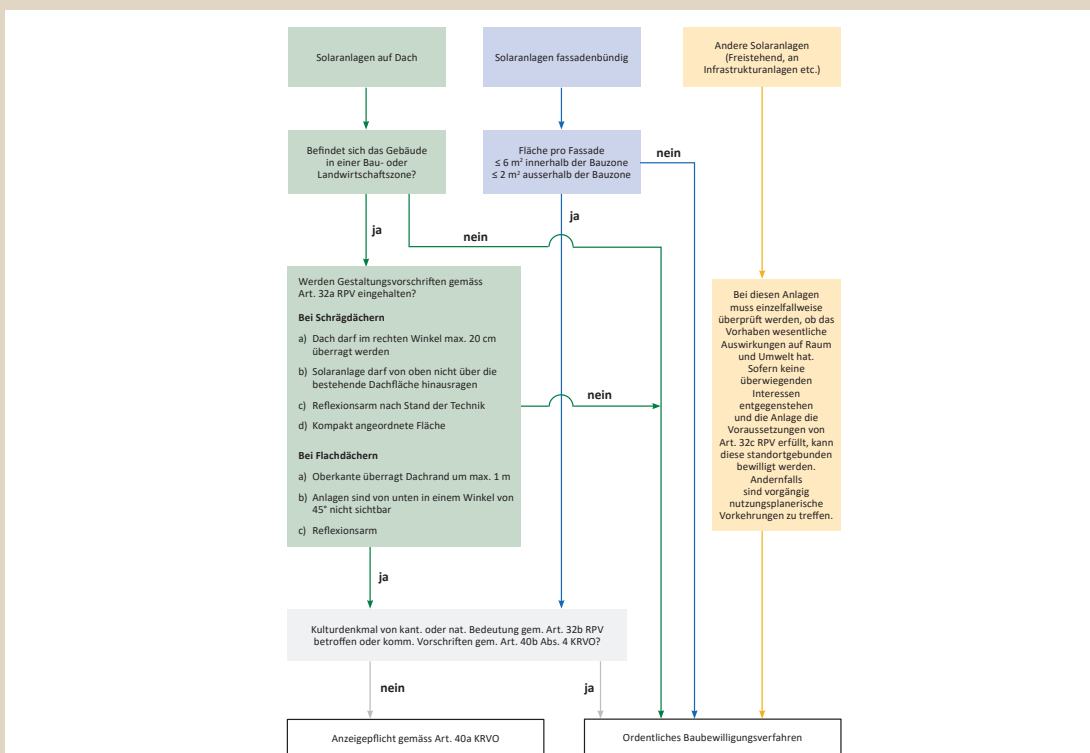 Solaranlagen auf Dach
Solaranlagen fassadenbündig
Andere Solaranlagen
(Freistehend, an
Infrastrukturanlagen etc.)
Befindet sich das Gebäude
in einer Bau- oder
Landwirtschaftszone?
Fläche pro Fassade
≤ 6 m² innerhalb der Bauzone
≤ 2 m² ausserhalb der Bauzone
nein
ja
nein
ja
Werden Gestaltungsvorschriften gemäss
Art. 32a RPV eingehalten?
Bei Schrägdächern
a) Dach darf im rechten Winkel max. 20 cm
überragt werden
b) Solaranlage darf von oben nicht über die
bestehende Dachfläche hinausragen
c) Reflexionsarm nach Stand der Technik
d) Kompakt angeordnete Fläche
Bei Flachdächern
a) Oberkante überragt Dachrand um max. 1 m
b) Anlagen sind von unten in einem Winkel von
45° nicht sichtbar
c) Reflexionsarm
nein
Bei diesen Anlagen
muss einzelfallweise
überprüft werden, ob das
Vorhaben wesentliche
Auswirkungen auf Raum
und Umwelt hat.
Sofern keine
überwiegenden
Interessen
entgegenstehen
und die Anlage die
Voraussetzungen von
Art. 32c RPV erfüllt, kann
diese standortgebunden
bewilligt werden.
Andernfalls
sind vorgängig
nutzungsplanerische
Vorkehrungen zu treffen.
ja
Kulturdenkmal von kant. oder nat. Bedeutung gem. Art. 32b RPV
betroffen oder komm. Vorschriften gem. Art. 40b Abs. 4 KRVO?
nein
ja
Anzeigepflicht gemäss Art. 40a KRVO
Ordentliches Baubewilligungsverfahren